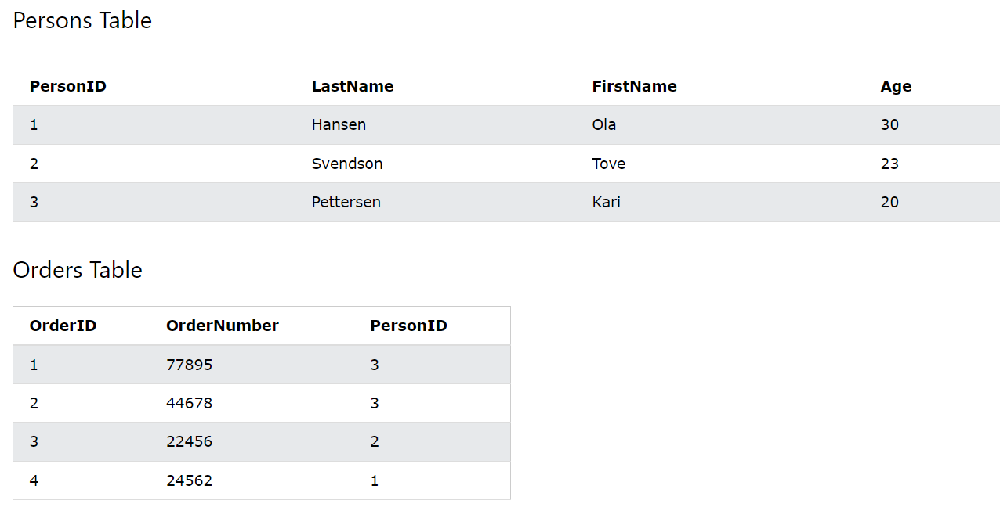 Persons Table
PersonID LastName FirstName Age
1 Hansen Ola 30
2 Svendson Tove 23
3 Pettersen Kari 20
Orders Table
OrderID OrderNumber PersonID
1 77895 3
2 44678 3
3 22456 2
4 24562 1